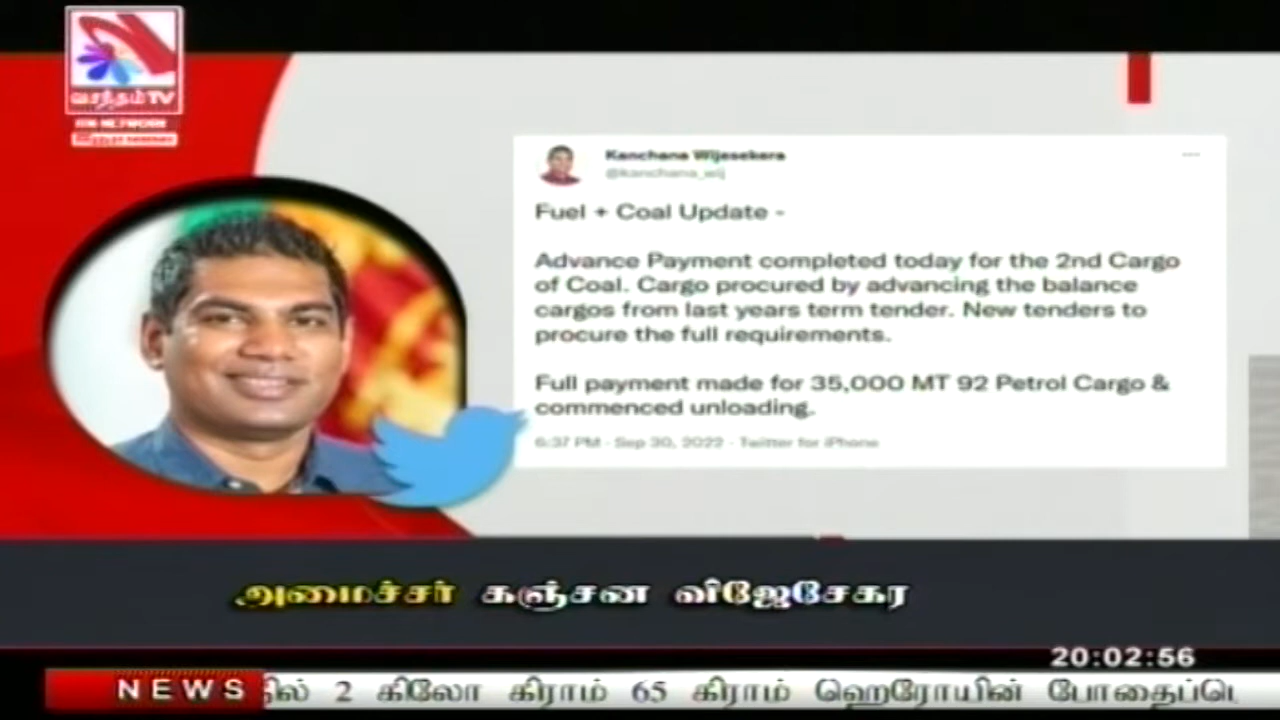 வசந்தம்TV
ITN NETWORK
Kanchana Wijesekera
@kanchana_wij
Fuel + Coal Update -
Advance Payment completed today for the 2nd Cargo
of Coal. Cargo procured by advancing the balance
cargos from last years term tender. New tenders to
procure the full requirements.
Full payment made for 35,000 MT 92 Petrol Cargo &
commenced unloading.
6:37 PM · Sep 30, 2022 · Twitter for iPhone
அமைச்சர் கஞ்சன விஜேசேகர
20:02:56
NEWS தில் 2 கிலோ கிராம் 65 கிராம் ஹெரோயின் போதைப்பெ